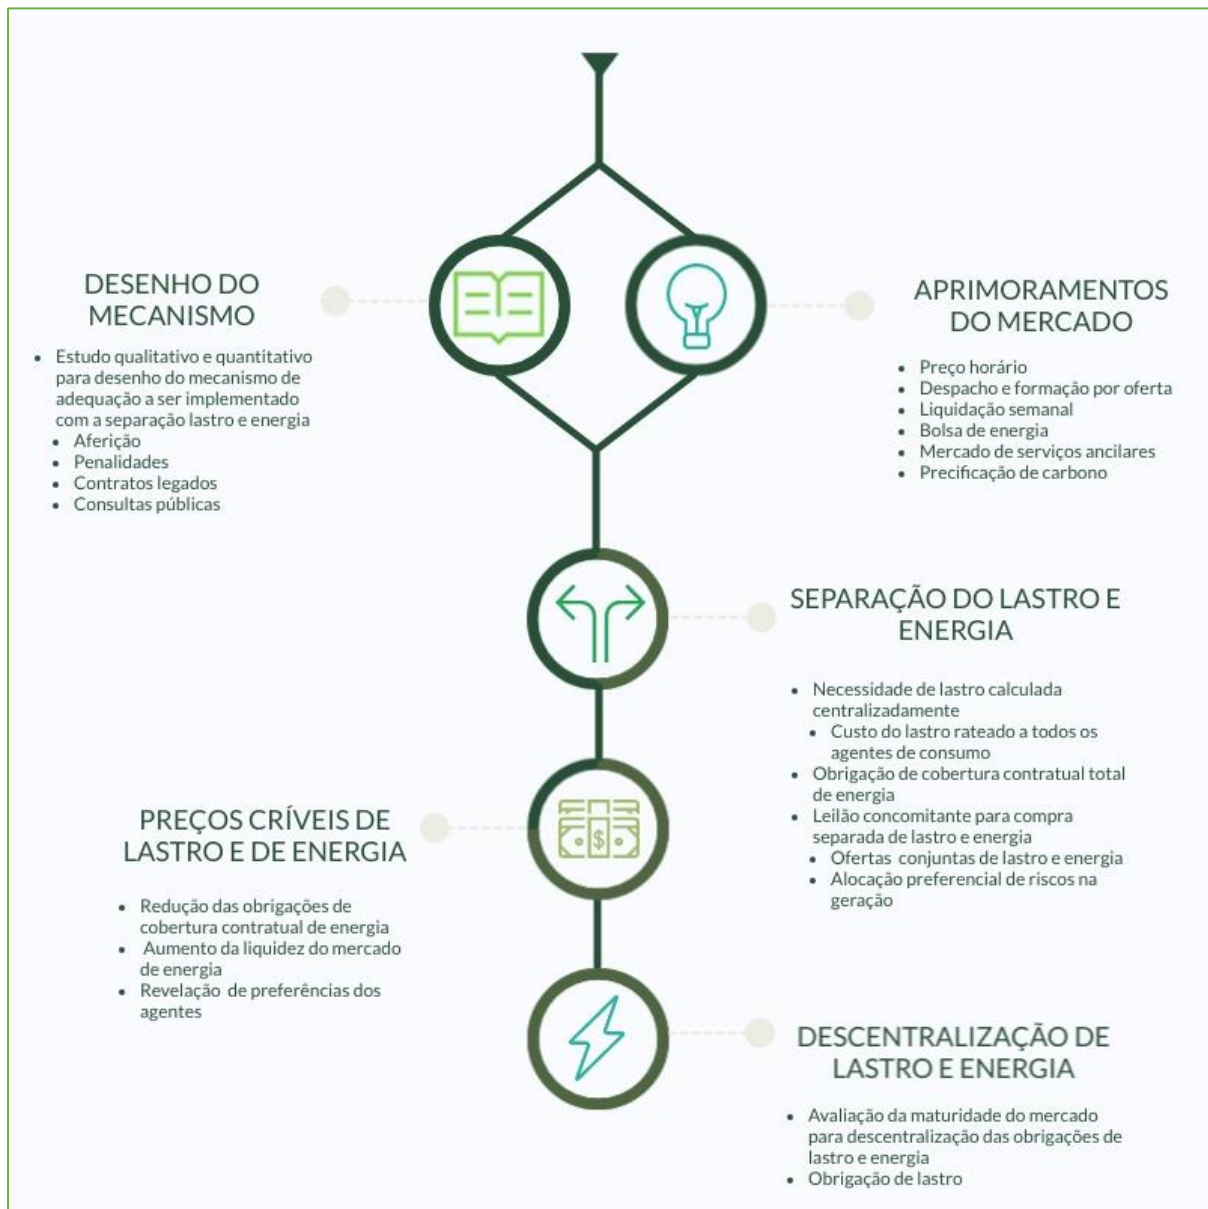 DESENHO DO
MECANISMO
• Estudo qualitativo e quantitativo
para desenho do mecanismo de
adequação a ser implementado
com a separação lastro e energia
• Aferição
• Penalidades
• Contratos legados
• Consultas públicas
APRIMORAMENTOS
DO MERCADO
• Preço horário
• Despacho e formação por oferta
• Liquidação semanal
• Bolsa de energia
• Mercado de serviços ancilares
• Precificação de carbono
SEPARAÇÃO DO LASTRO E
ENERGIA
• Necessidade de lastro calculada
centralizadamente
• Custo do lastro rateado a todos os
agentes de consumo
• Obrigação de cobertura contratual total
de energia
• Leilão concomitante para compra
separada de lastro e energia
• Ofertas conjuntas de lastro e energia
• Alocação preferencial de riscos na
geração
$
PREÇOS CRÍVEIS DE
LASTRO E DE ENERGIA
• Redução das obrigações de
cobertura contratual de energia
• Aumento da liquidez do mercado
de energia
• Revelação de preferências dos
agentes
DESCENTRALIZAÇÃO DE
LASTRO E ENERGIA
• Avaliação da maturidade do mercado
para descentralização das obrigações de
lastro e energia
• Obrigação de lastro